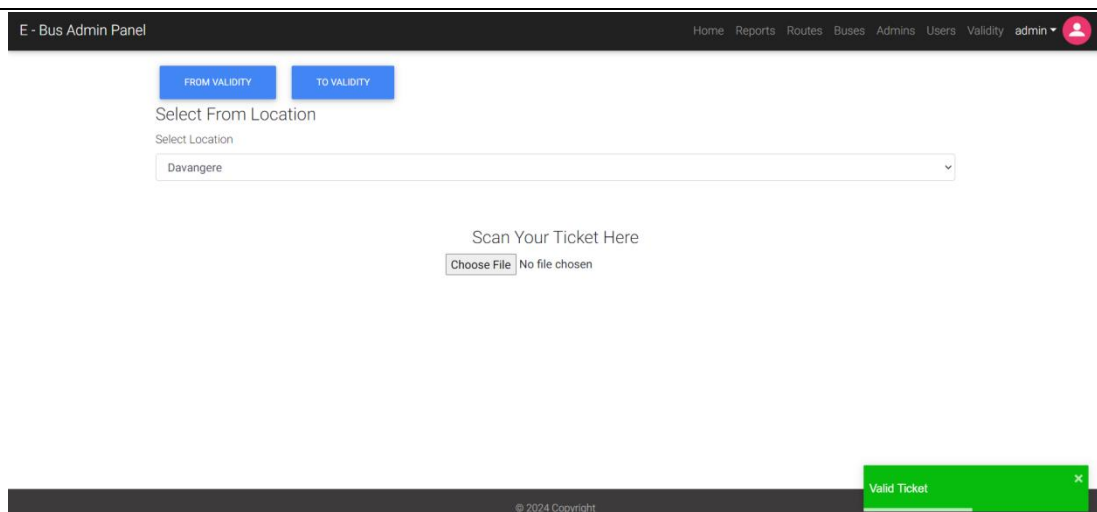 E - Bus Admin Panel Home Reports Routes Buses Admins Users Validity admin
FROM VALIDITY TO VALIDITY
Select From Location
Select Location
Davangere
Scan Your Ticket Here
Choose File No file chosen
Valid Ticket ×
© 2024 Copyright